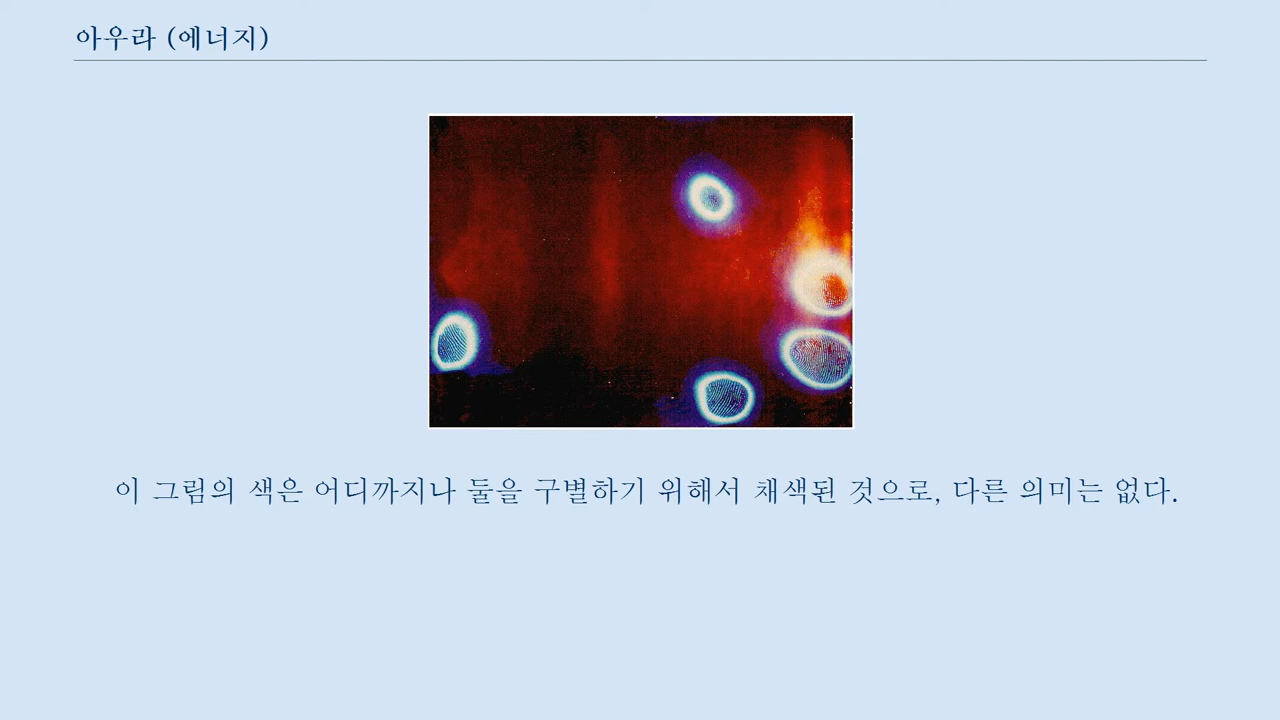 아우라 (에너지)
이 그림의 색은 어디까지나 둘을 구별하기 위해서 채색된 것으로, 다른 의미는 없다.